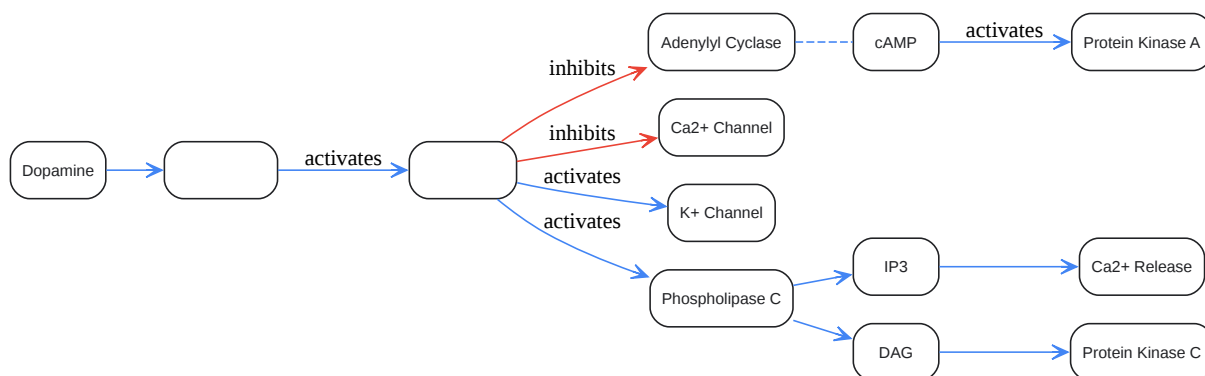 Adenylyl Cyclase
cAMP
activates
Protein Kinase A
inhibits
inhibits
Ca2+ Channel
Dopamine
activates
activates
K+ Channel
activates
IP3
Ca2+ Release
Phospholipase C
DAG
Protein Kinase C